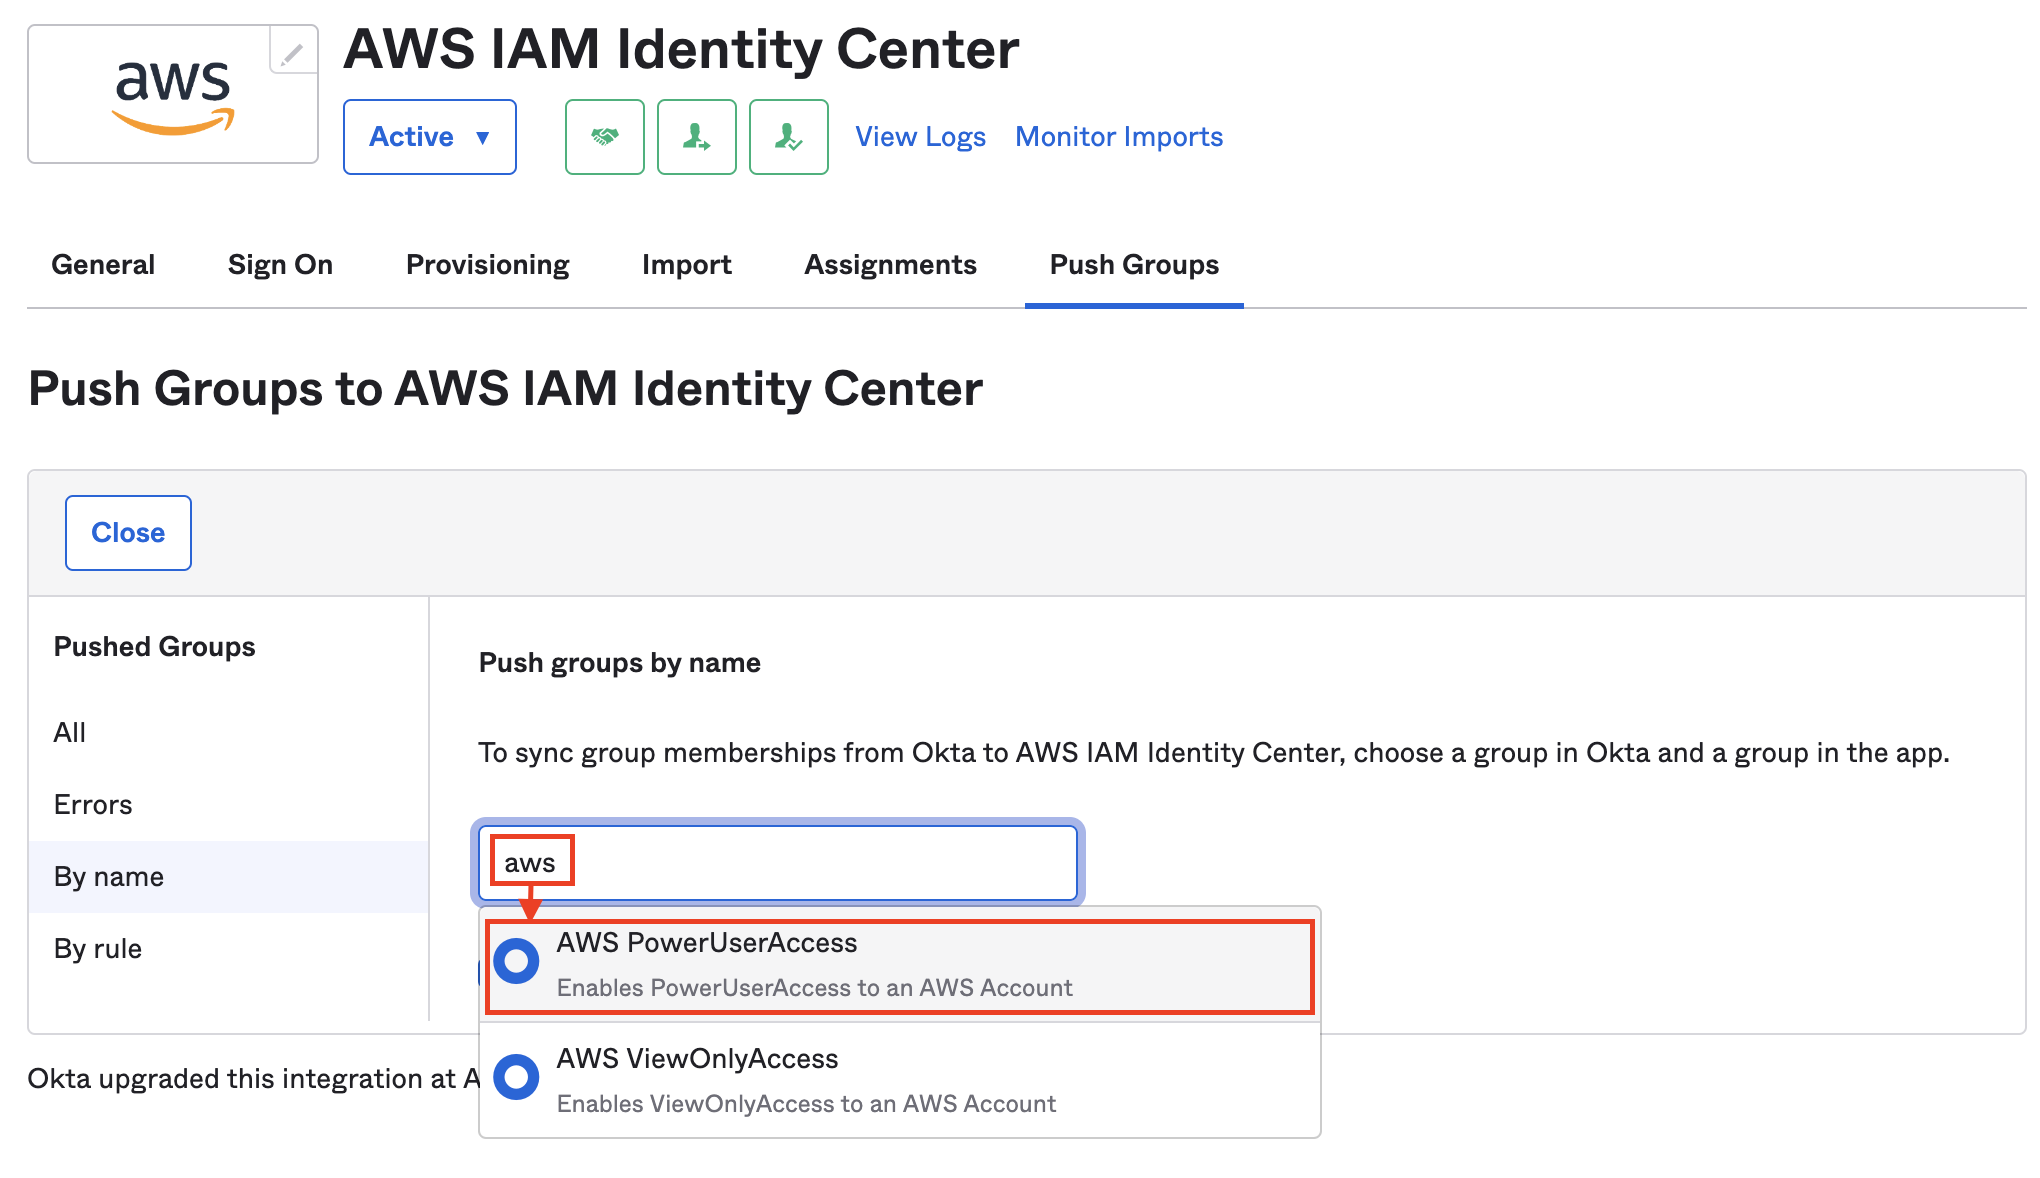 aws
AWS IAM Identity Center
Active ▼
View Logs
Monitor Imports
General
Sign On
Provisioning
Import
Assignments
Push Groups
Push Groups to AWS IAM Identity Center
Close
Pushed Groups
All
Errors
By name
By rule
Push groups by name
To sync group memberships from Okta to AWS IAM Identity Center, choose a group in Okta and a group in the app.
aws
AWS PowerUserAccess
Enables PowerUserAccess to an AWS Account
AWS ViewOnlyAccess
Enables ViewOnlyAccess to an AWS Account
Okta upgraded this integration at A